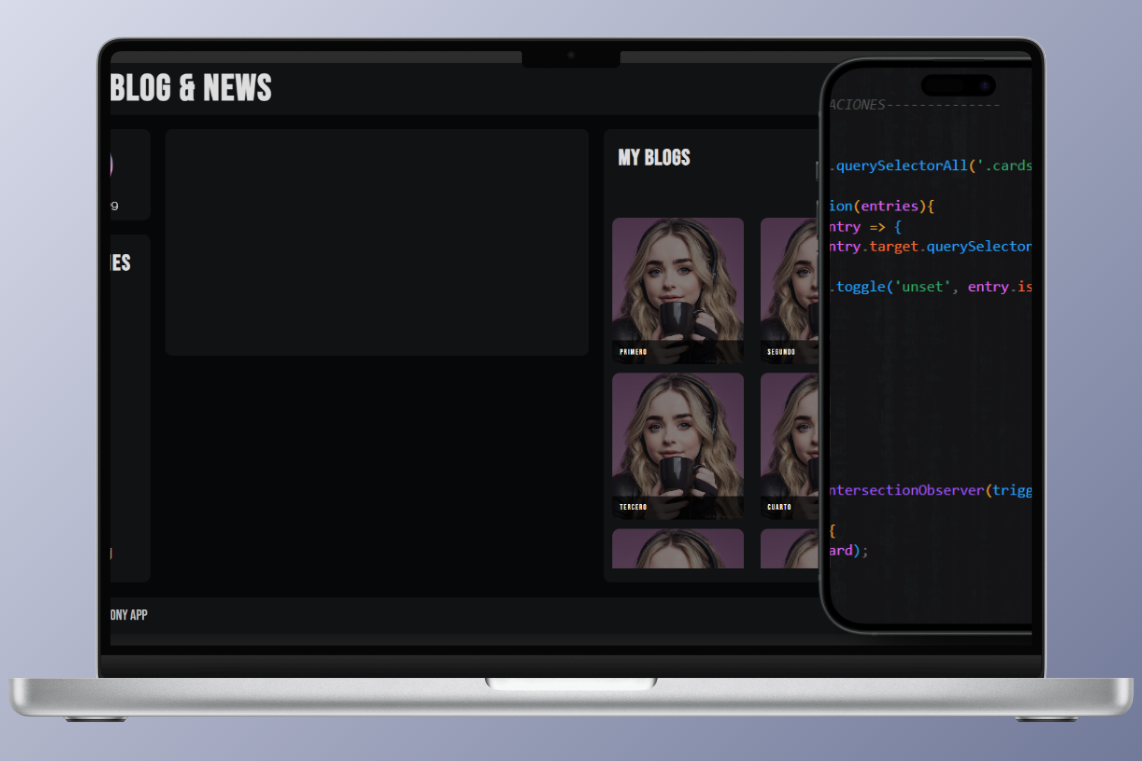 BLOG & NEWS
9
IES
MY BLOGS
PRIMERO
SEGUNDO
TERCERO
CUARTO
ONY APP
ACIONES--------------
.querySelectorAll('.cards
ion(entries){
ntry => {
ntry.target.querySelector
.toggle('unset', entry.is
ntersectionObserver(trigg
{
ard);